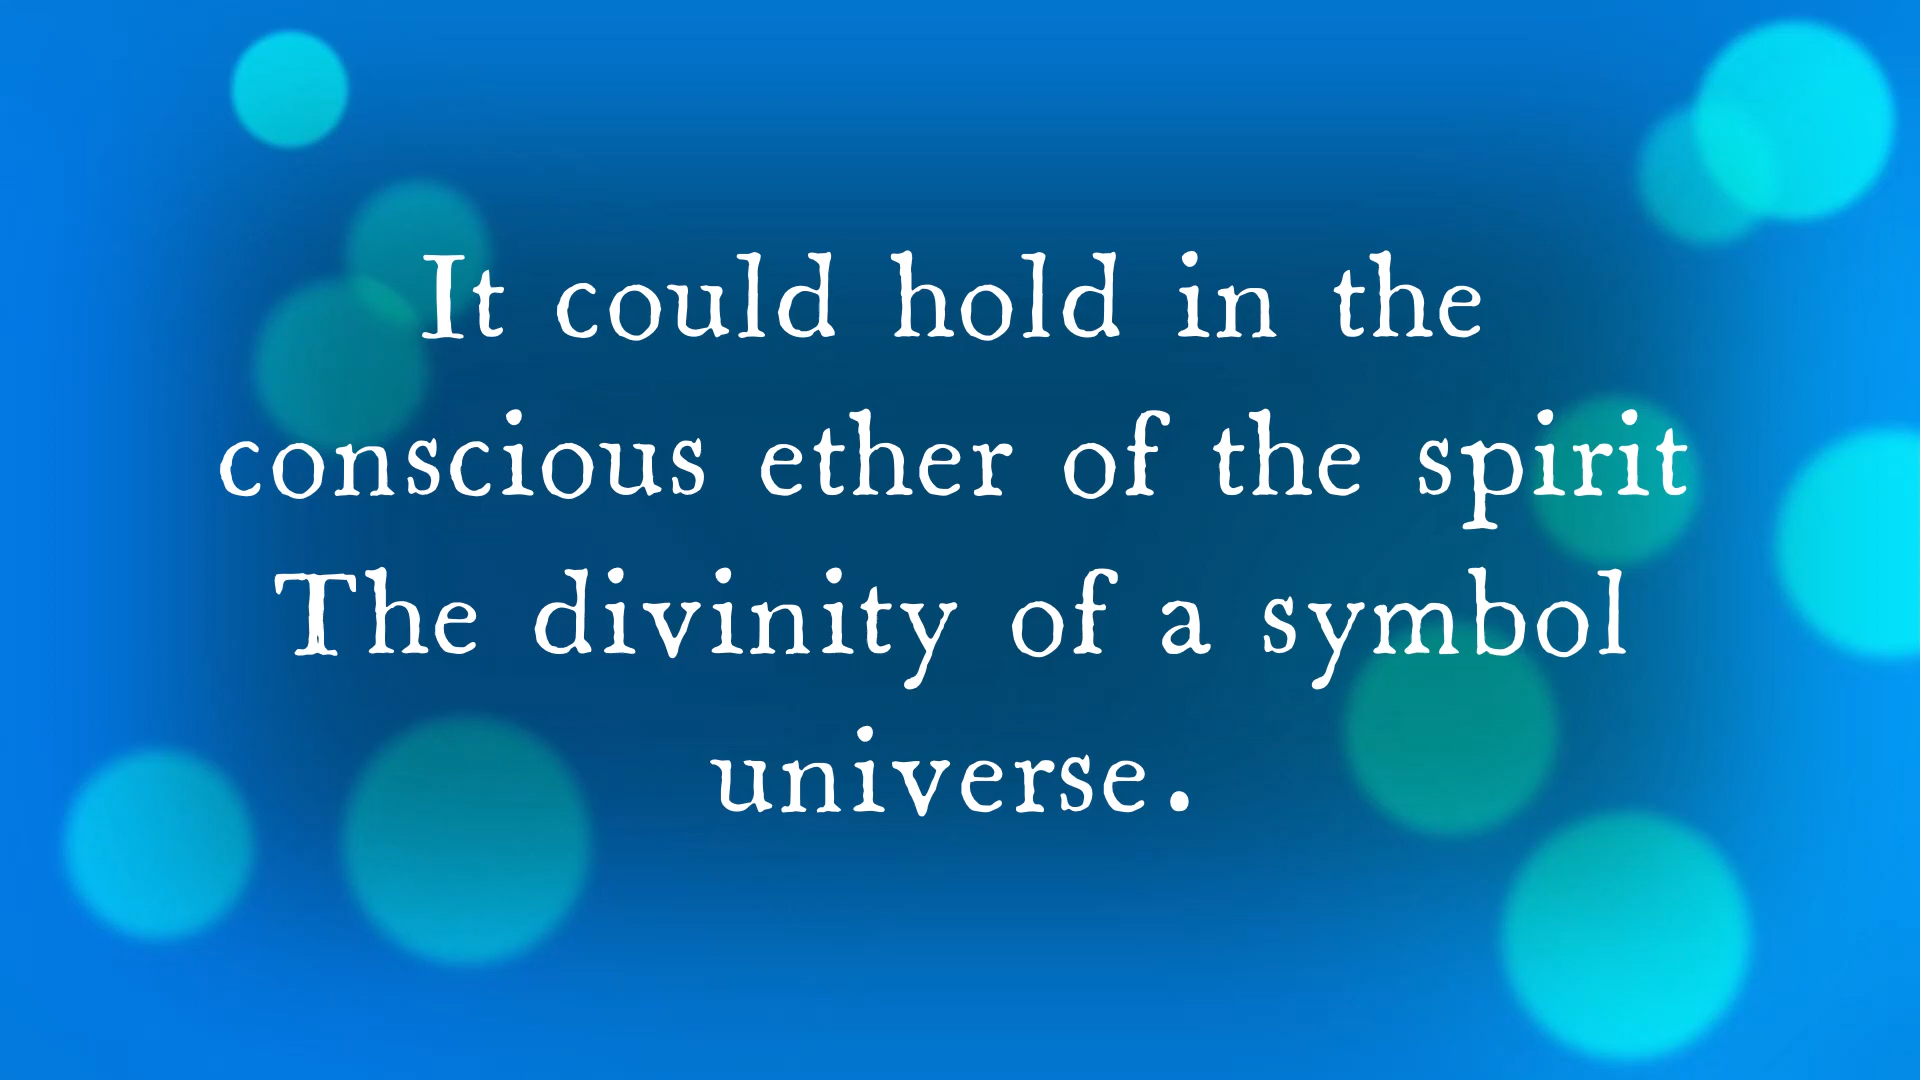 It could hold in the
conscious ether of the spirit
The divinity of a symbol
universe.